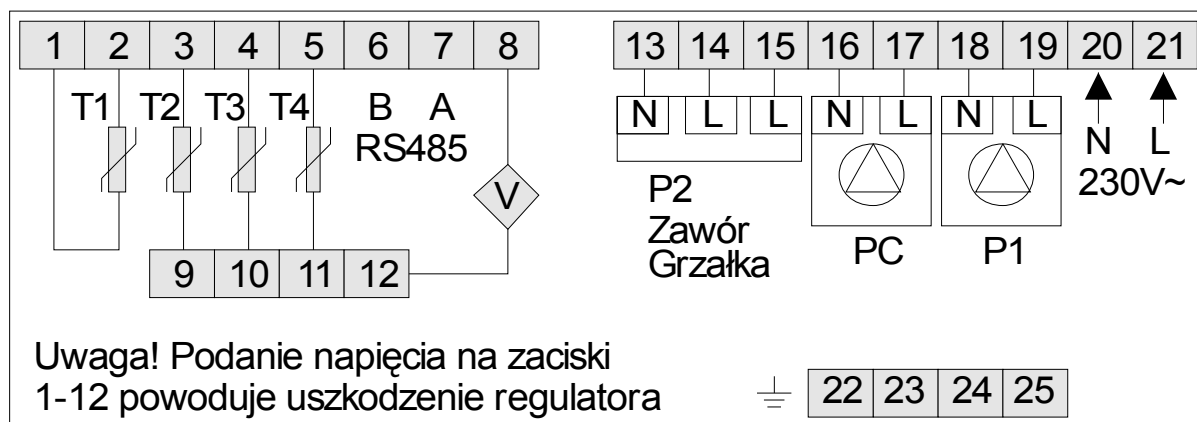 1 2 3 4 5 6 7 8
13 14 15 16 17 18 19 20 21
T1 T2 T3 T4 B A
RS485
V
9 10 11 12
N L L N L N L
N L
230V~
P2
Zawór
Grzałka
PC
P1
Uwaga! Podanie napięcia na zaciski
1-12 powoduje uszkodzenie regulatora
22 23 24 25